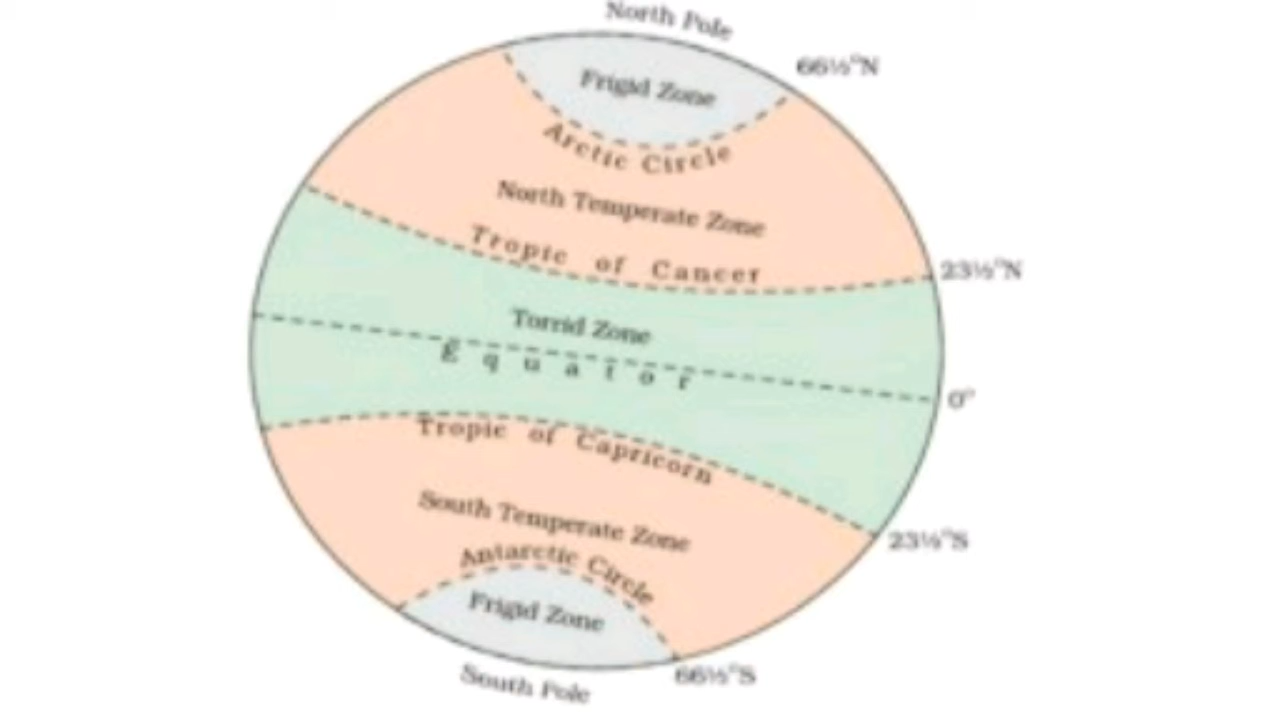 North Pole
66½°N
Frigid Zone
Arctic Circle
North Temperate Zone
Tropic of Cancer
23½°N
Torrid Zone
Equator
0°
Tropic of Capricorn
South Temperate Zone
23½°S
Antarctic Circle
Frigid Zone
66½°S
South Pole